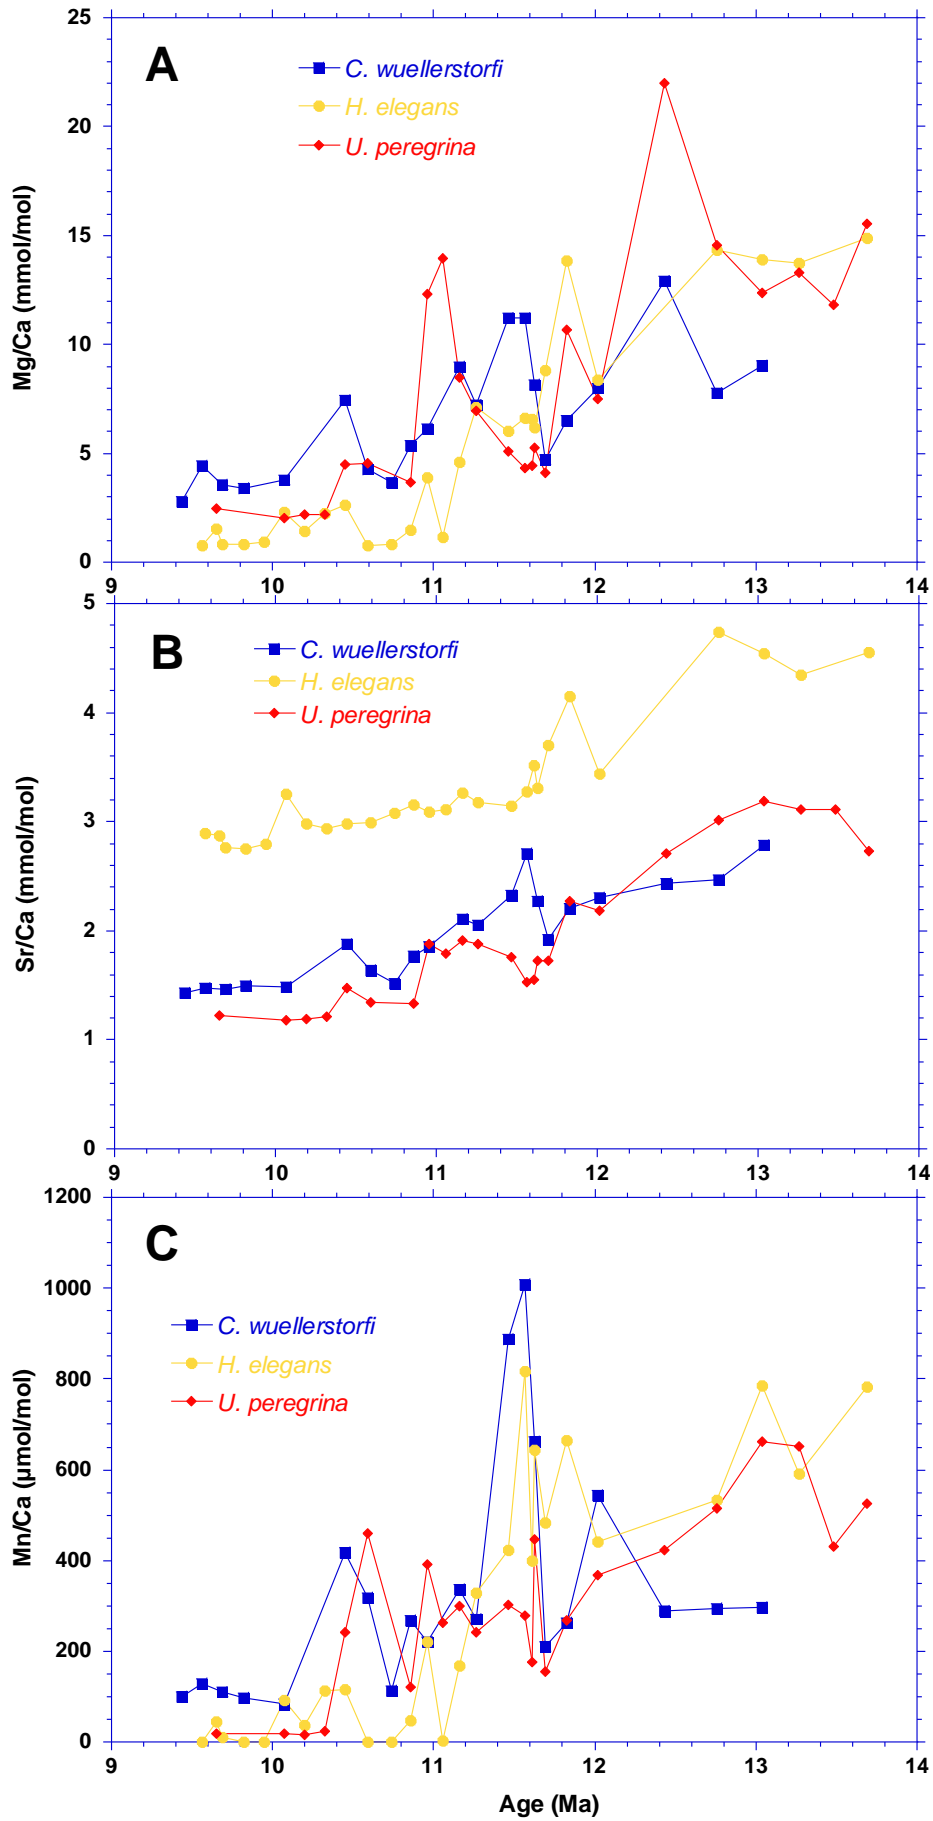 25
20
15
10
5
0
Mg/Ca (mmol/mol)
A
C. wuellerstorfi
H. elegans
U. peregrina
9 10 11 12 13 14
5
4
3
2
1
0
Sr/Ca (mmol/mol)
B
C. wuellerstorfi
H. elegans
U. peregrina
9 10 11 12 13 14
1200
1000
800
600
400
200
0
Mn/Ca (µmol/mol)
C
C. wuellerstorfi
H. elegans
U. peregrina
9 10 11 12 13 14
Age (Ma)